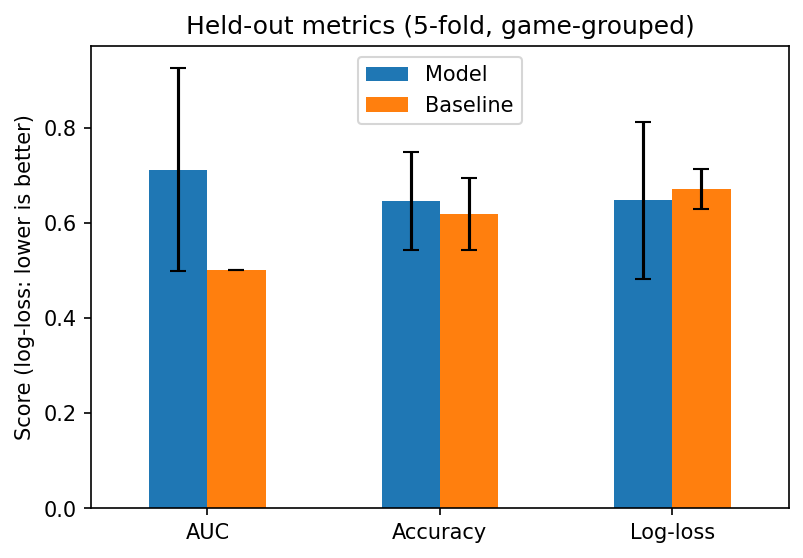 Held-out metrics (5-fold, game-grouped)
Model
Baseline
Score (log-loss: lower is better)
0.8
0.6
0.4
0.2
0.0
AUC
Accuracy
Log-loss